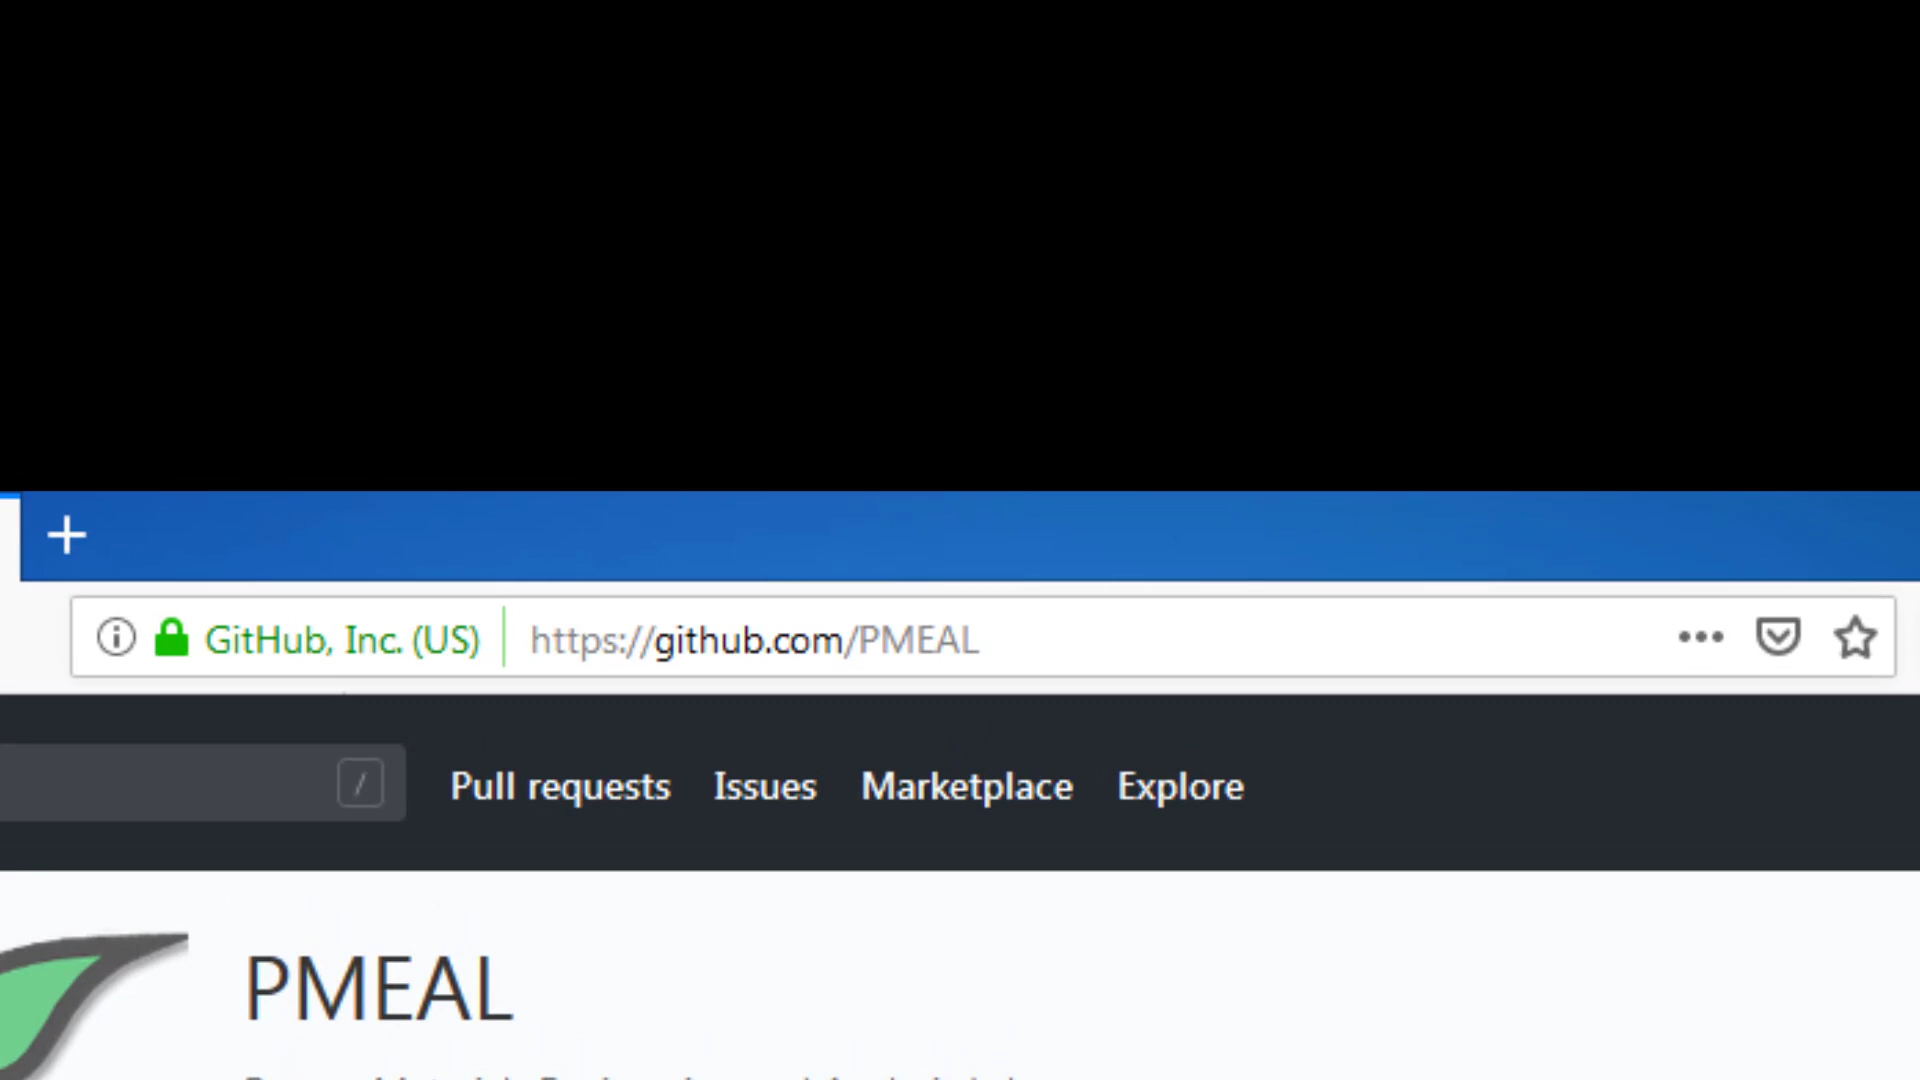 GitHub, Inc. (US) https://github.com/PMEAL
/ Pull requests Issues Marketplace Explore
PMEAL